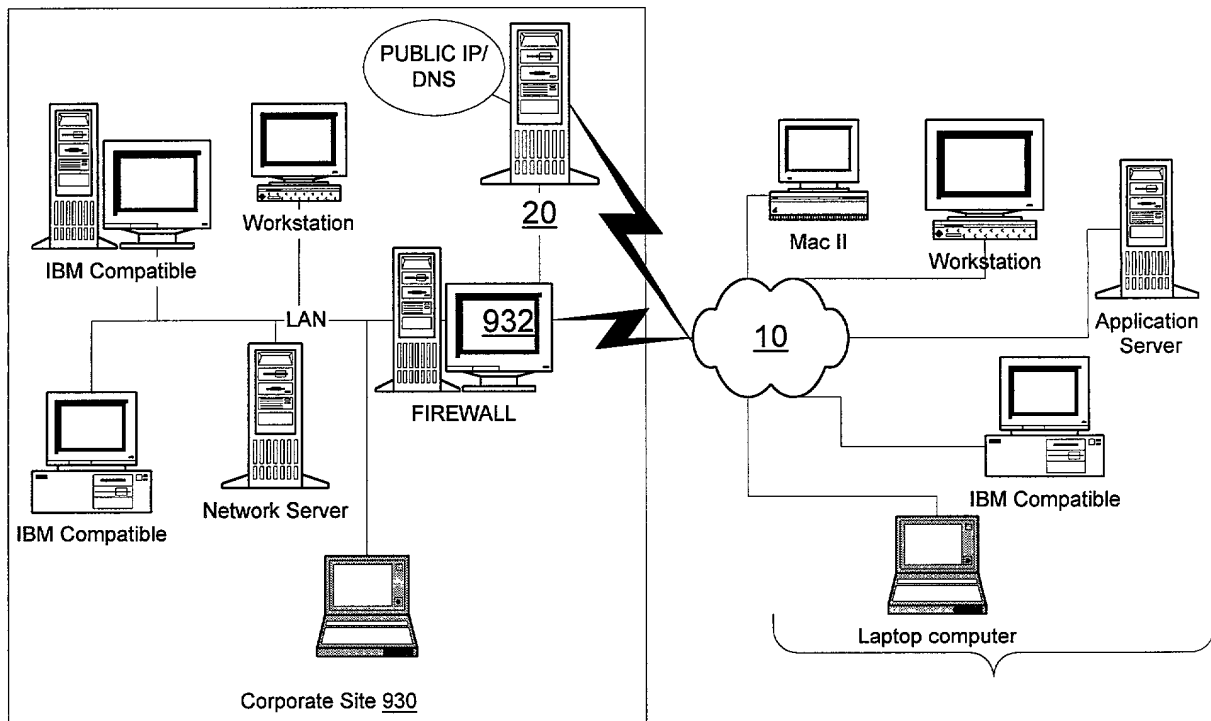 PUBLIC IP/
DNS
IBM Compatible
Workstation
20
LAN
932
FIREWALL
IBM Compatible
Network Server
Corporate Site 930
10
Mac II
Workstation
Application
Server
IBM Compatible
Laptop computer